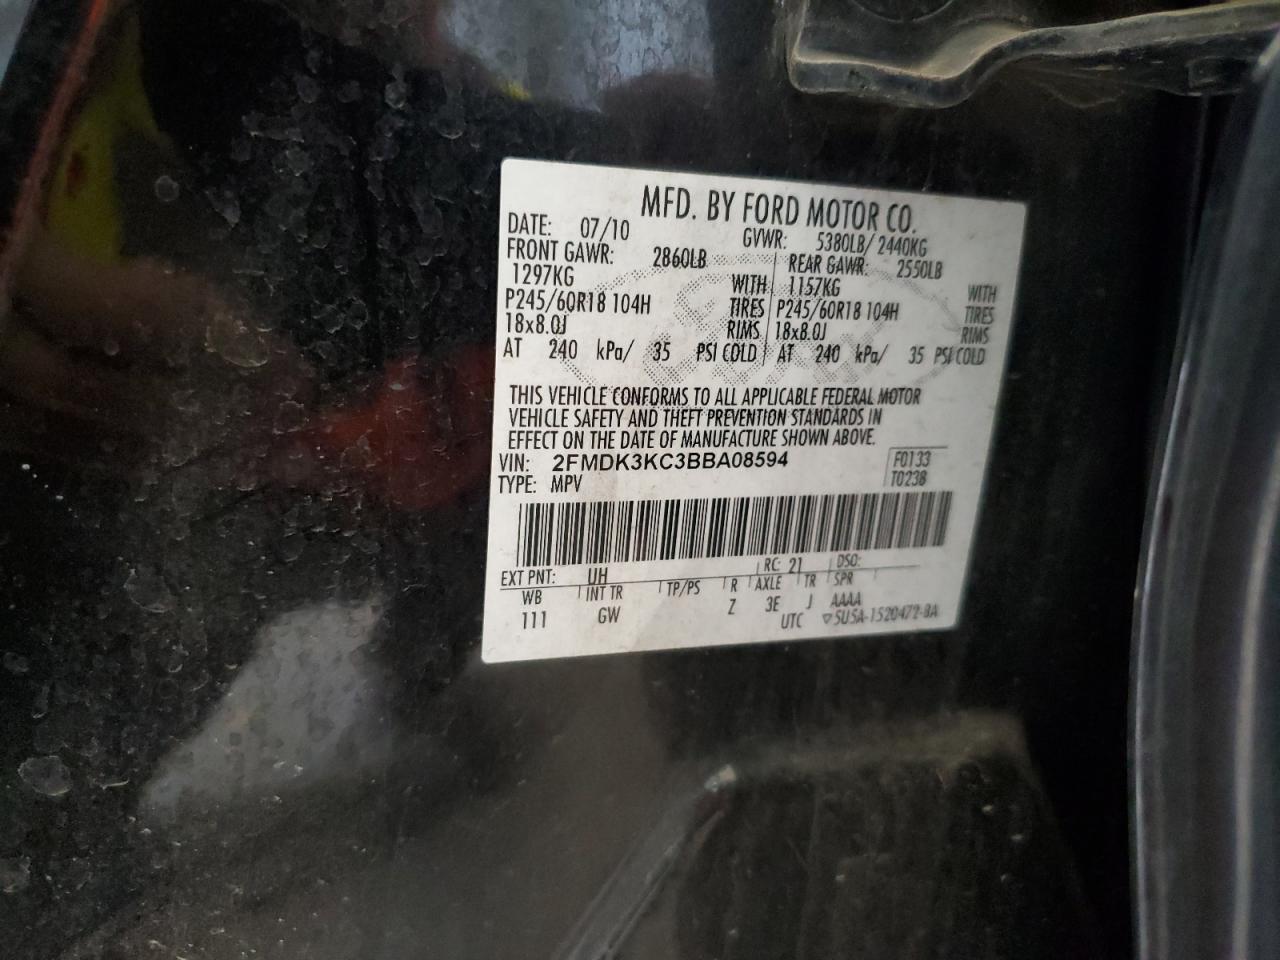 MFD. BY FORD MOTOR CO.
DATE: 07/10 GVWR: 5380LB/2440KG
FRONT GAWR: 2860LB REAR GAWR: 2550LB
1297KG WITH 1157KG WITH
P245/60R18 104H TIRES P245/60R18 104H TIRES
18x8.0J RIMS 18x8.0J RIMS
AT 240 kPa/ 35 PSI COLD AT 240 kPa/ 35 PSI COLD
THIS VEHICLE CONFORMS TO ALL APPLICABLE FEDERAL MOTOR
VEHICLE SAFETY AND THEFT PREVENTION STANDARDS IN
EFFECT ON THE DATE OF MANUFACTURE SHOWN ABOVE.
VIN: 2FMDK3KC3BBA08594 F0133
TYPE: MPV T0238
EXT PNT: UH RC: 21 DSO:
WB INT TR TP/PS R AXLE TR SPR
111 GW Z 3E J AAAA
UTC ▽5U5A-1520472-BA